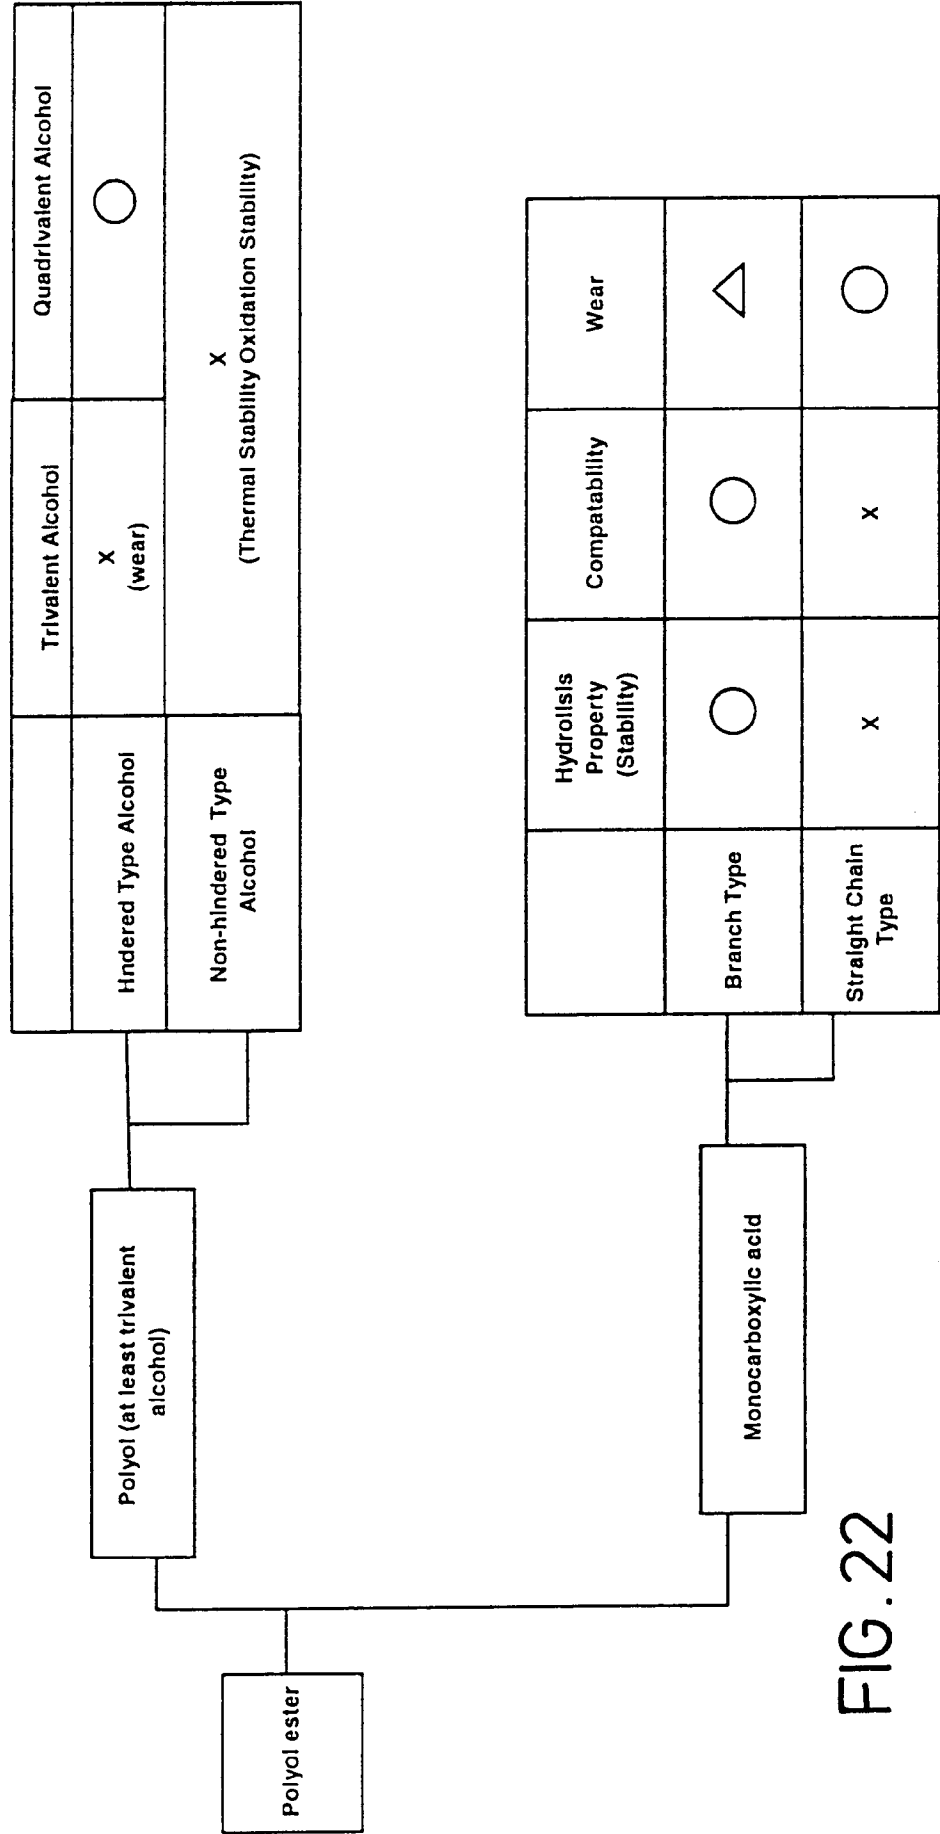 Polyol ester
Polyol (at least trivalent
alcohol)
Trivalent Alcohol
Quadrivalent Alcohol
Hndered Type Alcohol
X
(wear)
Non-hindered Type
Alcohol
X
(Thermal Stability Oxidation Stability)
Monocarboxylic acid
Hydrolisis
Property
(Stability)
Compatability
Wear
Branch Type
Straight Chain
Type
x
x
FIG. 22